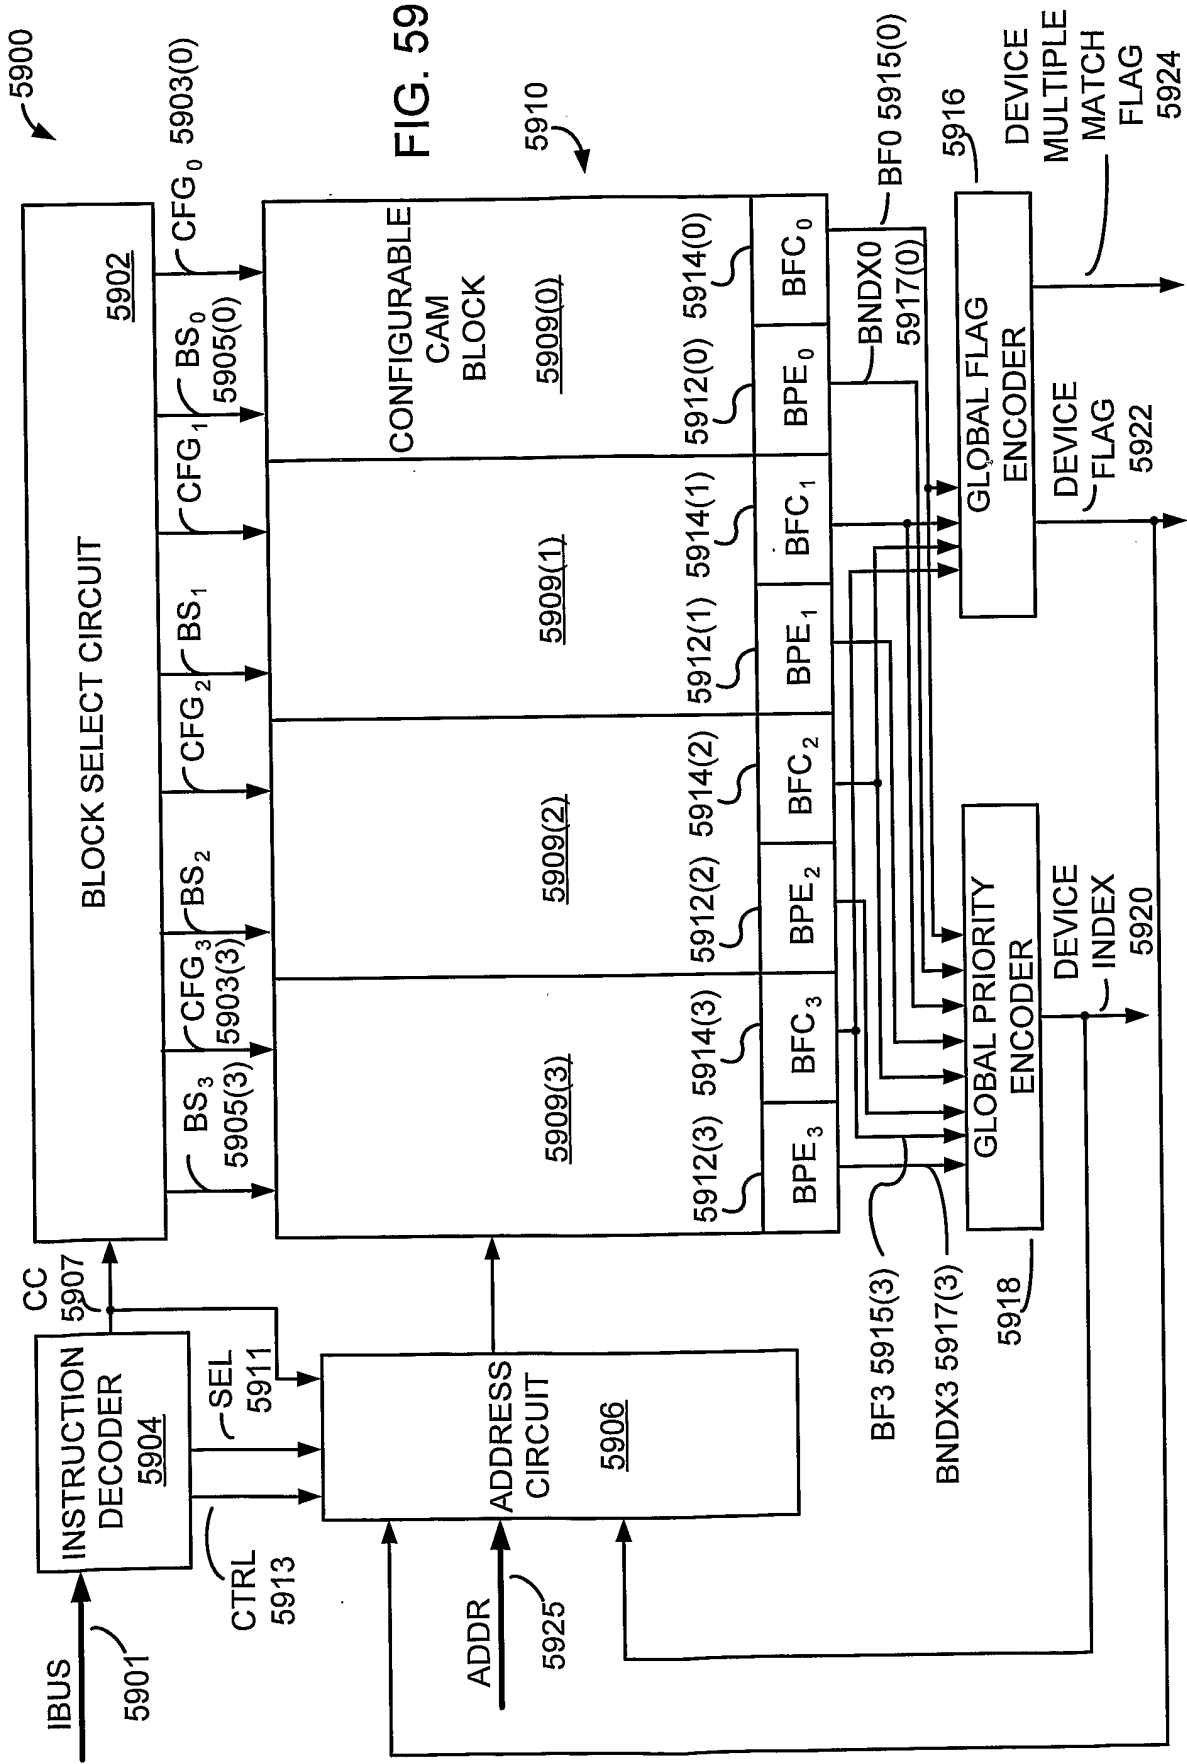 5900
BLOCK SELECT CIRCUIT
5902
IBUS
5901
INSTRUCTION
DECODER
5904
CC
5907
SEL
5911
CTRL
5913
BS3
5905(3)
CFG3
5903(3)
BS2
CFG2
BS1
CFG1
BS0
5905(0)
CFG0 5903(0)
FIG. 59
5910
ADDR
5925
ADDRESS
CIRCUIT
5906
5909(3)
5909(2)
5909(1)
CONFIGURABLE
CAM
BLOCK
5909(0)
5912(3)
5914(3)
5912(2)
5914(2)
5912(1)
5914(1)
5912(0)
5914(0)
BPE3
BFC3
BPE2
BFC2
BPE1
BFC1
BPE0
BFC0
BF3 5915(3)
BNDX3 5917(3)
BNDX0
5917(0)
BF0 5915(0)
5918
GLOBAL PRIORITY
ENCODER
GLOBAL FLAG
ENCODER
5916
DEVICE
INDEX
5920
DEVICE
FLAG
5922
DEVICE
MULTIPLE
MATCH
FLAG
5924